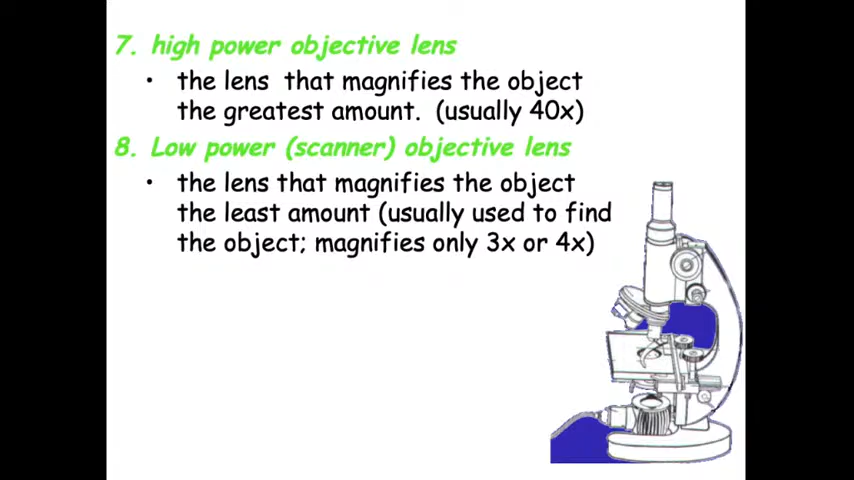 7. high power objective lens
• the lens that magnifies the object
the greatest amount. (usually 40x)
8. Low power (scanner) objective lens
• the lens that magnifies the object
the least amount (usually used to find
the object; magnifies only 3x or 4x)